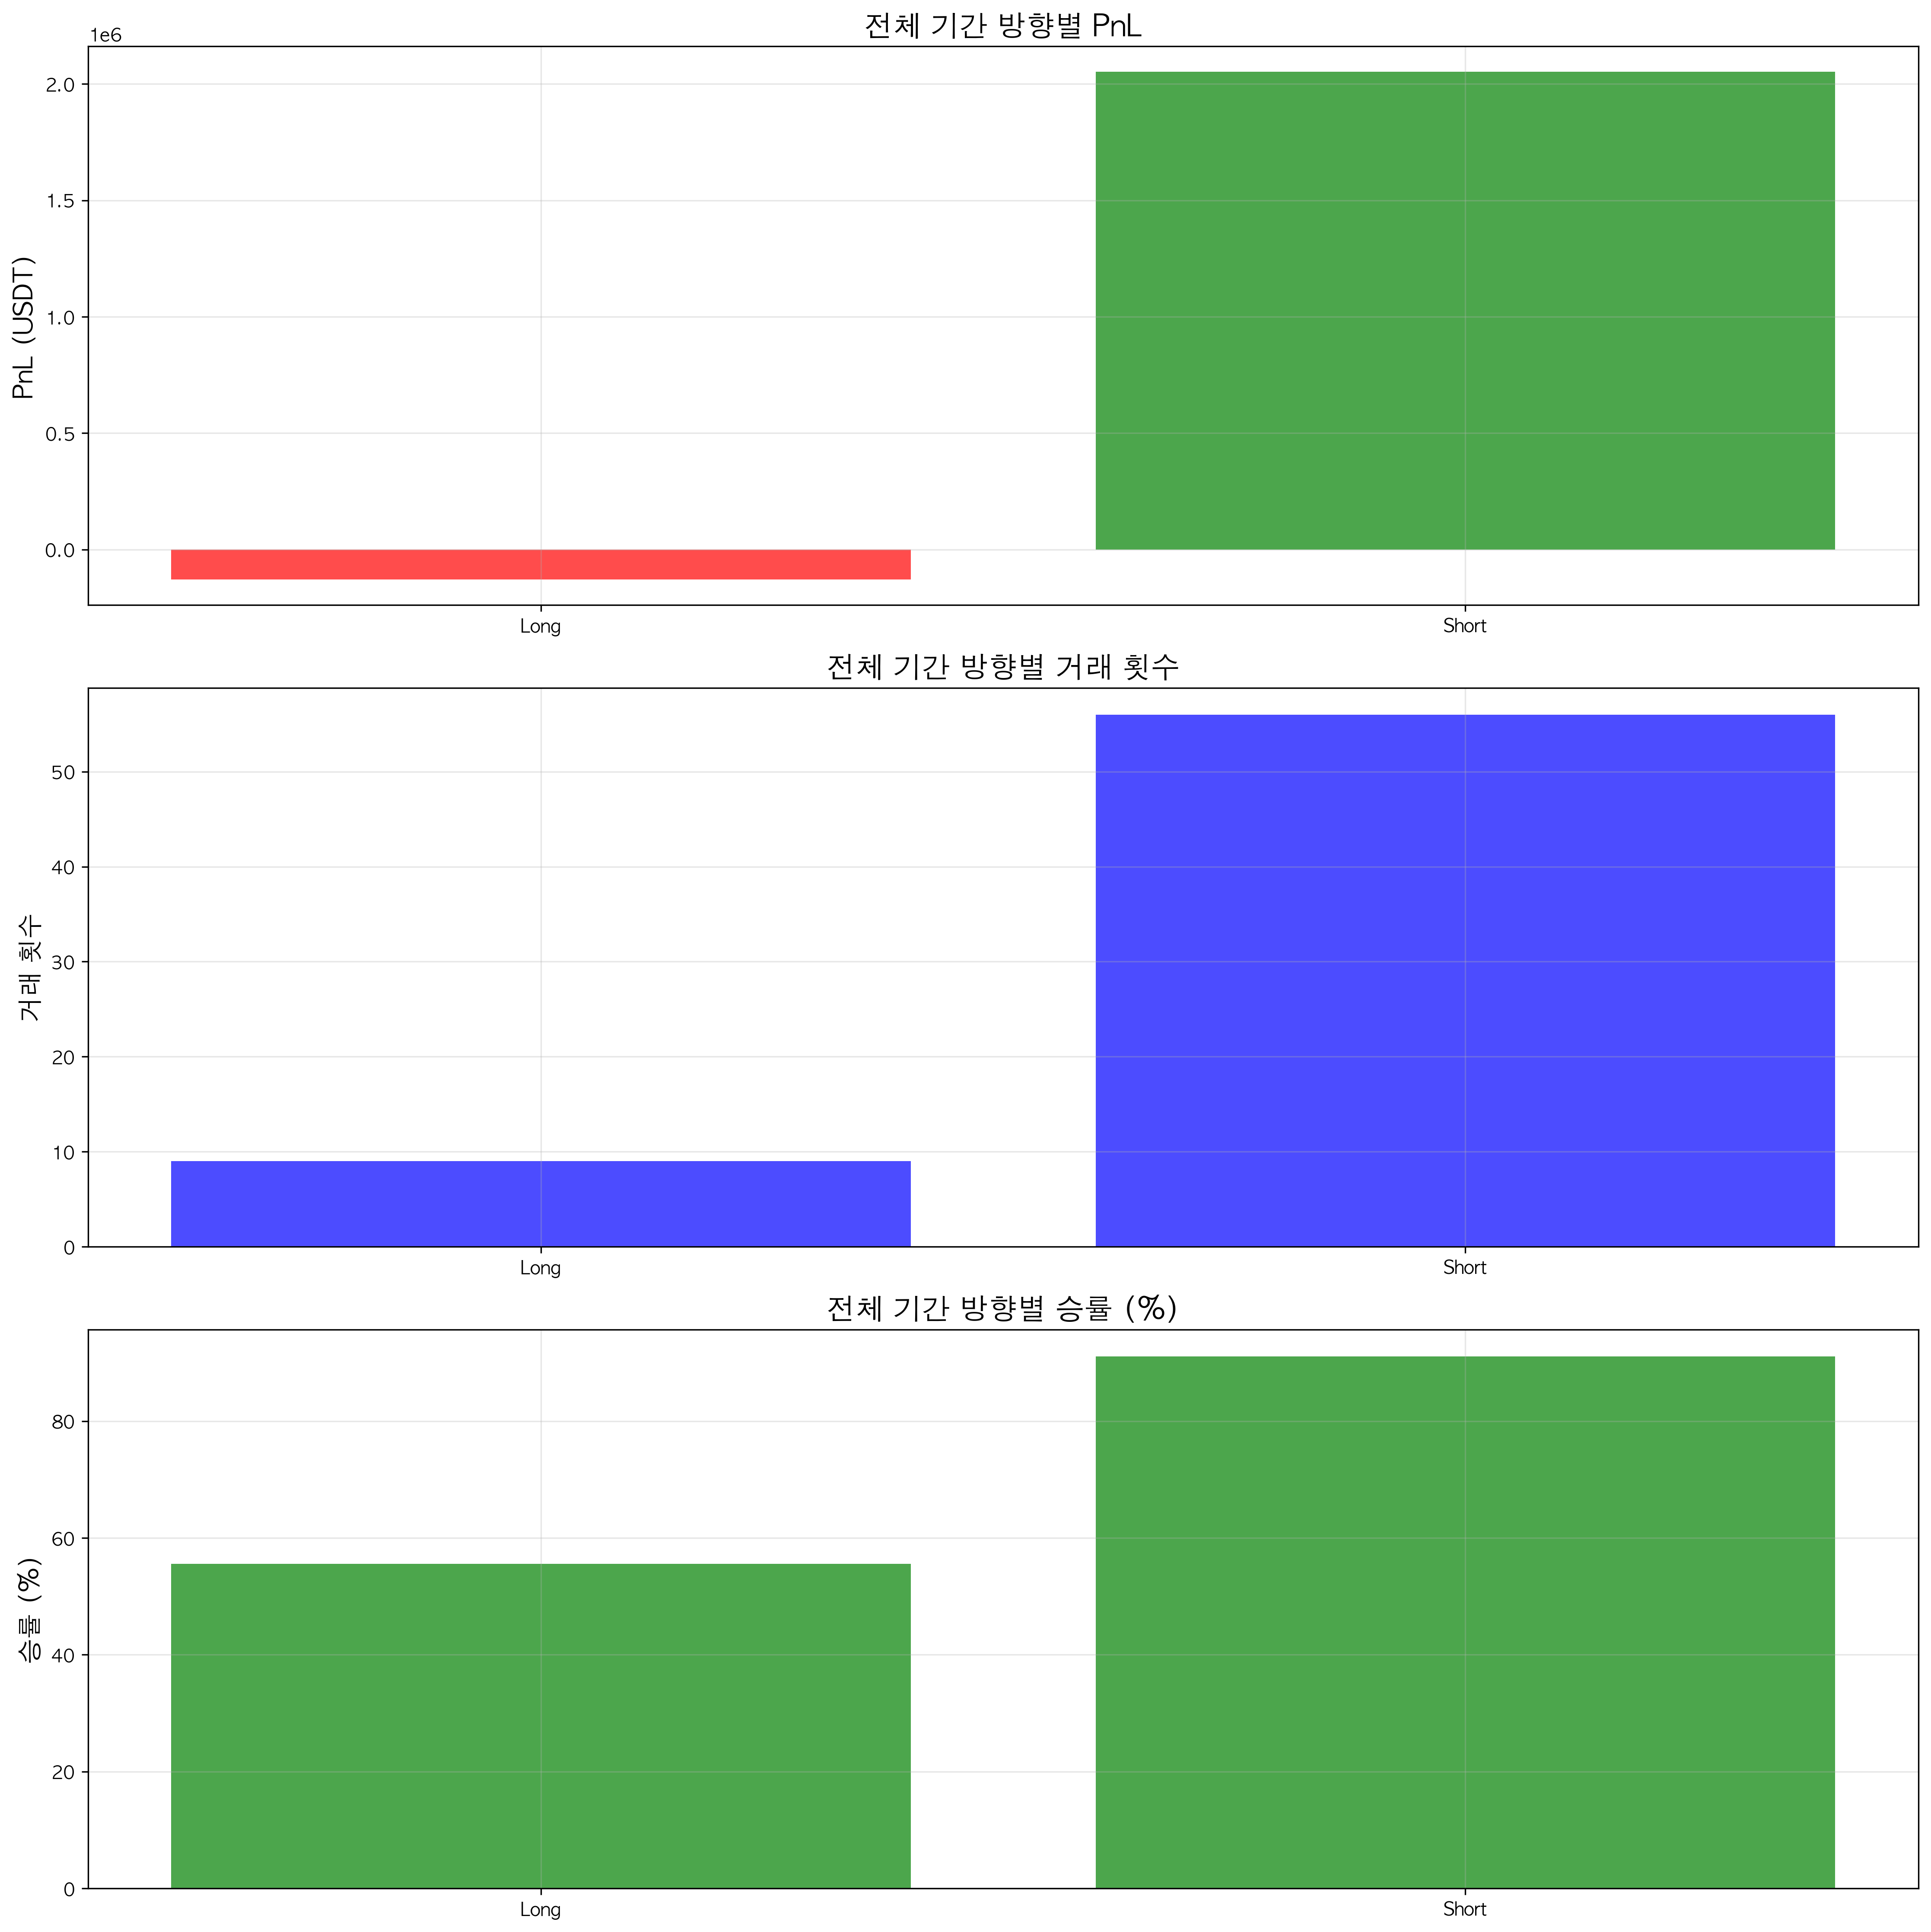 전체 기간 방향별 PnL
1e6
PnL (USDT)
2.0
1.5
1.0
0.5
0.0
Long
Short
전체 기간 방향별 거래 횟수
거래 횟수
50
40
30
20
10
0
Long
Short
전체 기간 방향별 승률 (%)
승률 (%)
80
60
40
20
0
Long
Short